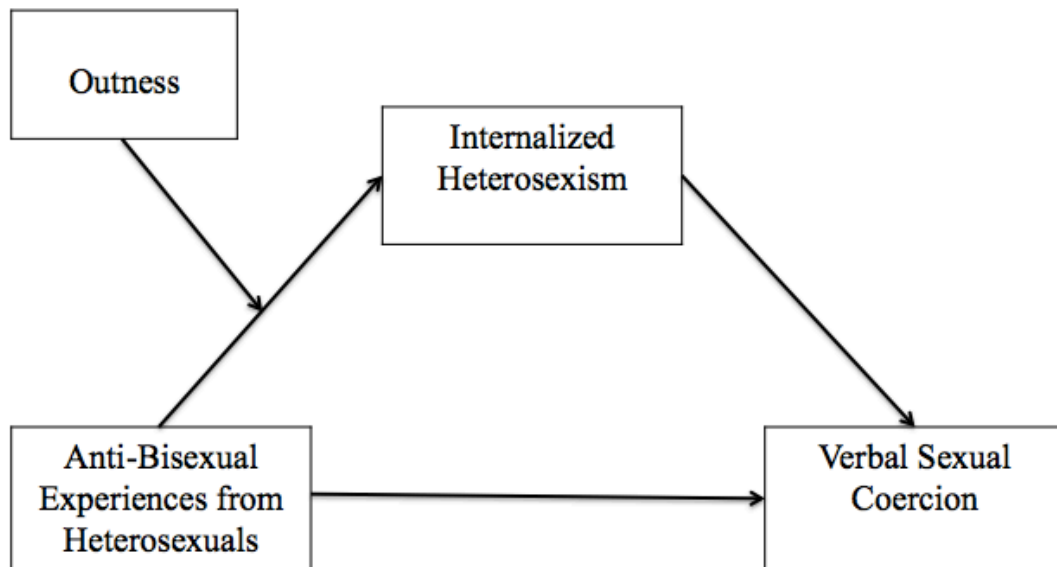 Outness
Internalized
Heterosexism
Anti-Bisexual
Experiences from
Heterosexuals
Verbal Sexual
Coercion